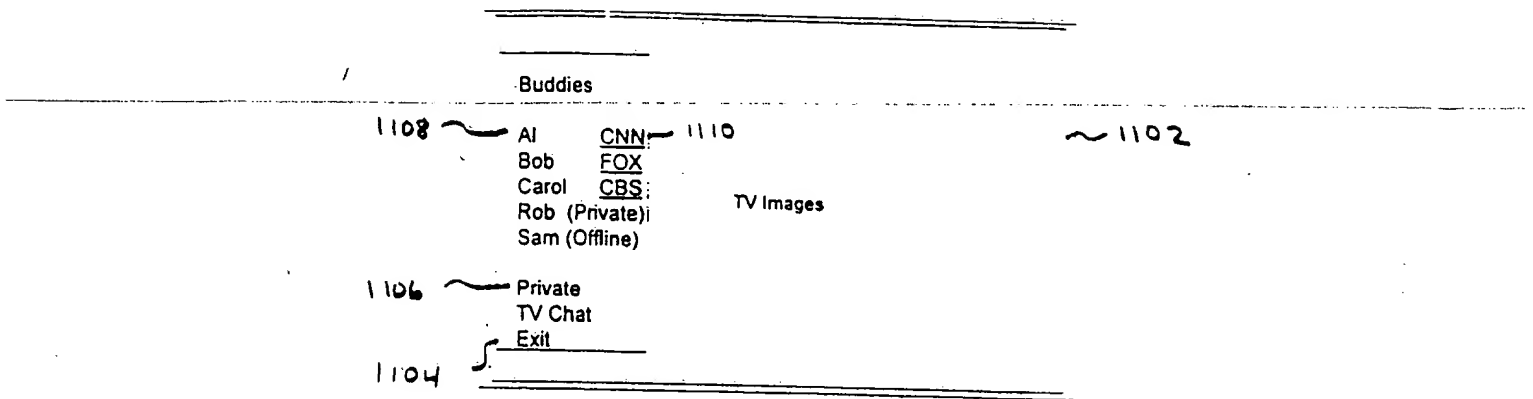 Buddies
1108 Al CNN 1110 1102
Bob FOX
Carol CBS
TV Images
Rob (Private)
Sam (Offline)
1106 Private
TV Chat
Exit
1104